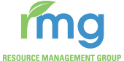 rmg
RESOURCE MANAGEMENT GROUP